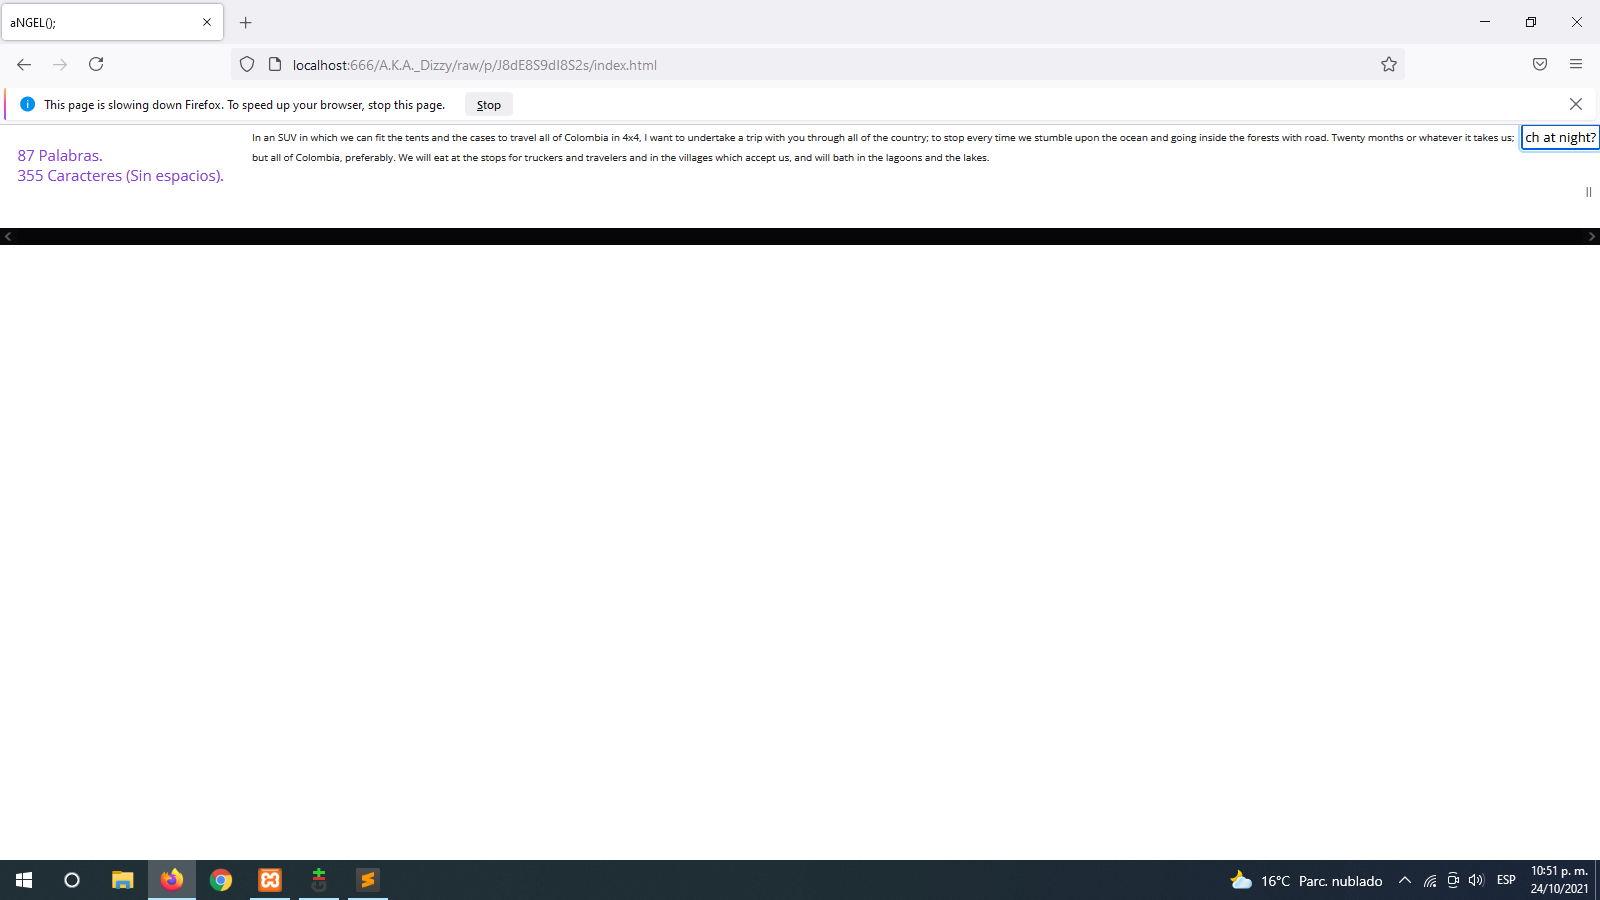 aNGEL();
localhost:666/A.K.A._Dizzy/raw/p/J8dE8S9dI8S2s/index.html
This page is slowing down Firefox. To speed up your browser, stop this page.
Stop
87 Palabras.
355 Caracteres (Sin espacios).
In an SUV in which we can fit the tents and the cases to travel all of Colombia in 4x4, I want to undertake a trip with you through all of the country; to stop every time we stumble upon the ocean and going inside the forests with road. Twenty months or whatever it takes us;
but all of Colombia, preferably. We will eat at the stops for truckers and travelers and in the villages which accept us, and will bath in the lagoons and the lakes.
ch at night?
||
16°C Parc. nublado
ESP
10:51 p. m.
24/10/2021